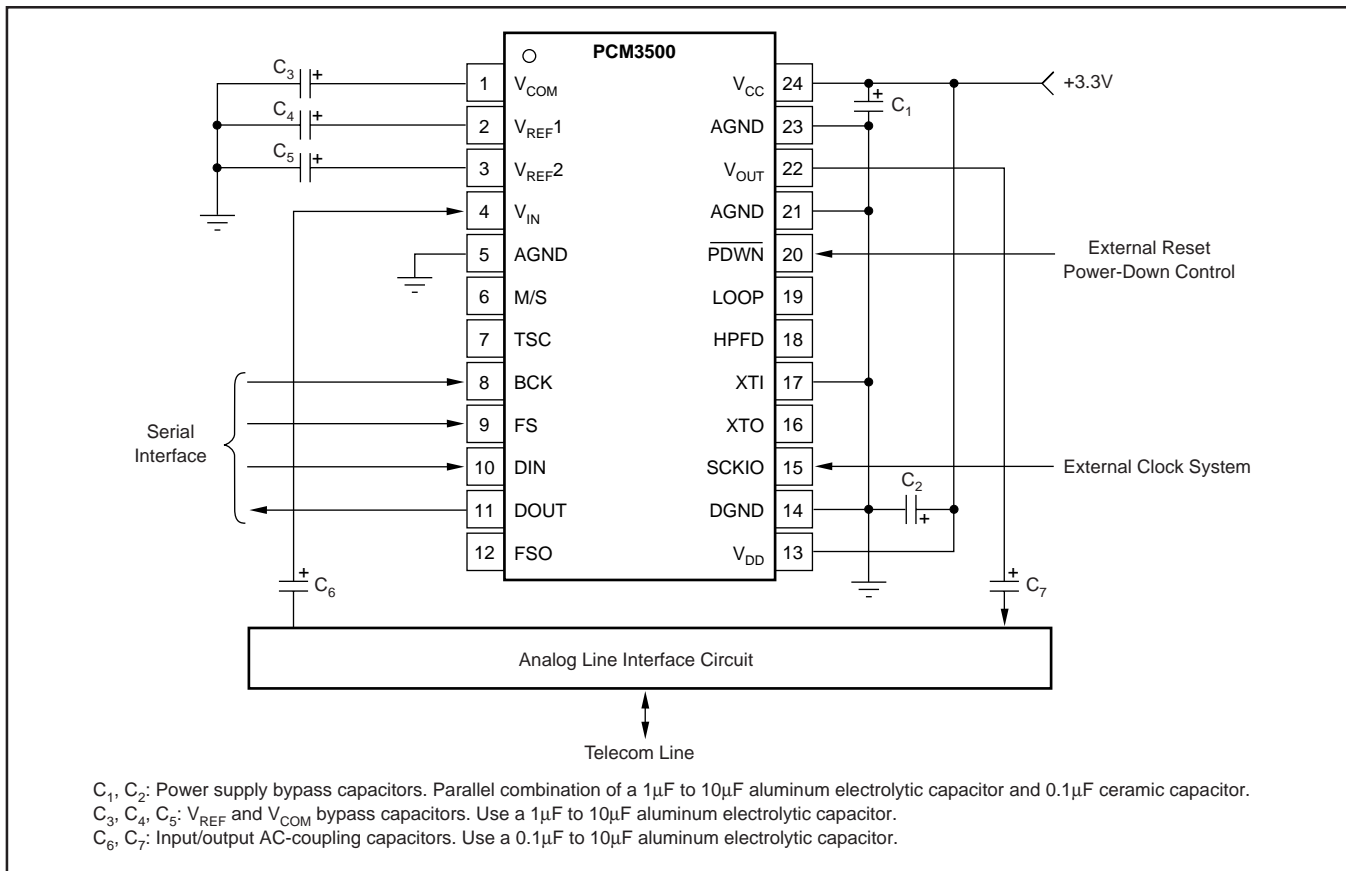 PCM3500
C3 +
C4 +
C5 +
1 VCOM
2 VREF1
3 VREF2
4 VIN
5 AGND
6 M/S
7 TSC
8 BCK
9 FS
10 DIN
11 DOUT
12 FSO
VCC 24
AGND 23
VOUT 22
AGND 21
PDWN 20
LOOP 19
HPFD 18
XTI 17
XTO 16
SCKIO 15
DGND 14
VDD 13
+ C1
+3.3V
External Reset
Power-Down Control
External Clock System
C2
+
Serial
Interface
+ C6
+ C7
Analog Line Interface Circuit
Telecom Line
C1, C2: Power supply bypass capacitors. Parallel combination of a 1µF to 10µF aluminum electrolytic capacitor and 0.1µF ceramic capacitor.
C3, C4, C5: VREF and VCOM bypass capacitors. Use a 1µF to 10µF aluminum electrolytic capacitor.
C6, C7: Input/output AC-coupling capacitors. Use a 0.1µF to 10µF aluminum electrolytic capacitor.